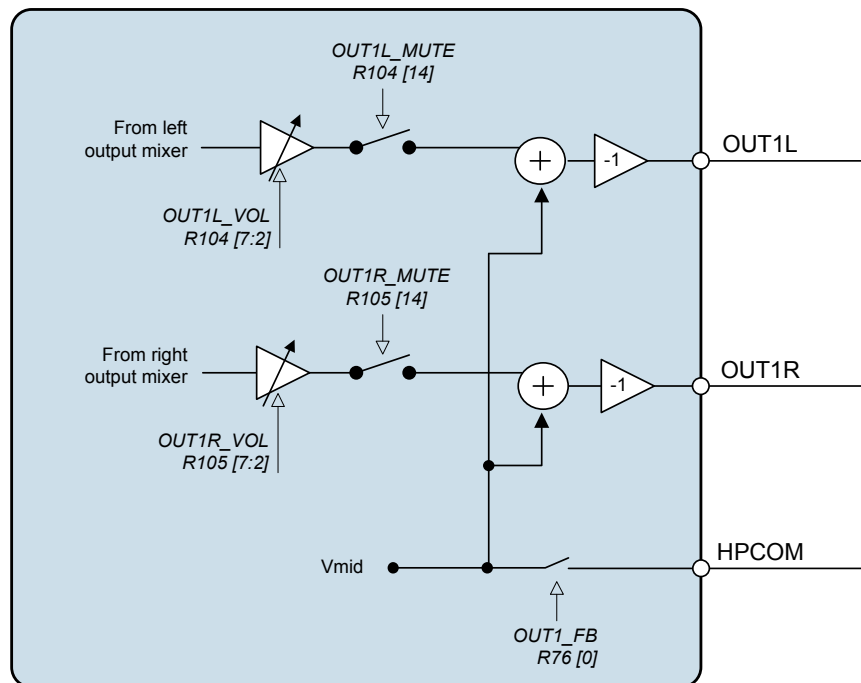 OUT1L_MUTE
R104 [14]
From left
output mixer
+
-1
OUT1L
OUT1L_VOL
R104 [7:2]
OUT1R_MUTE
R105 [14]
From right
output mixer
+
-1
OUT1R
OUT1R_VOL
R105 [7:2]
Vmid
HPCOM
OUT1_FB
R76 [0]